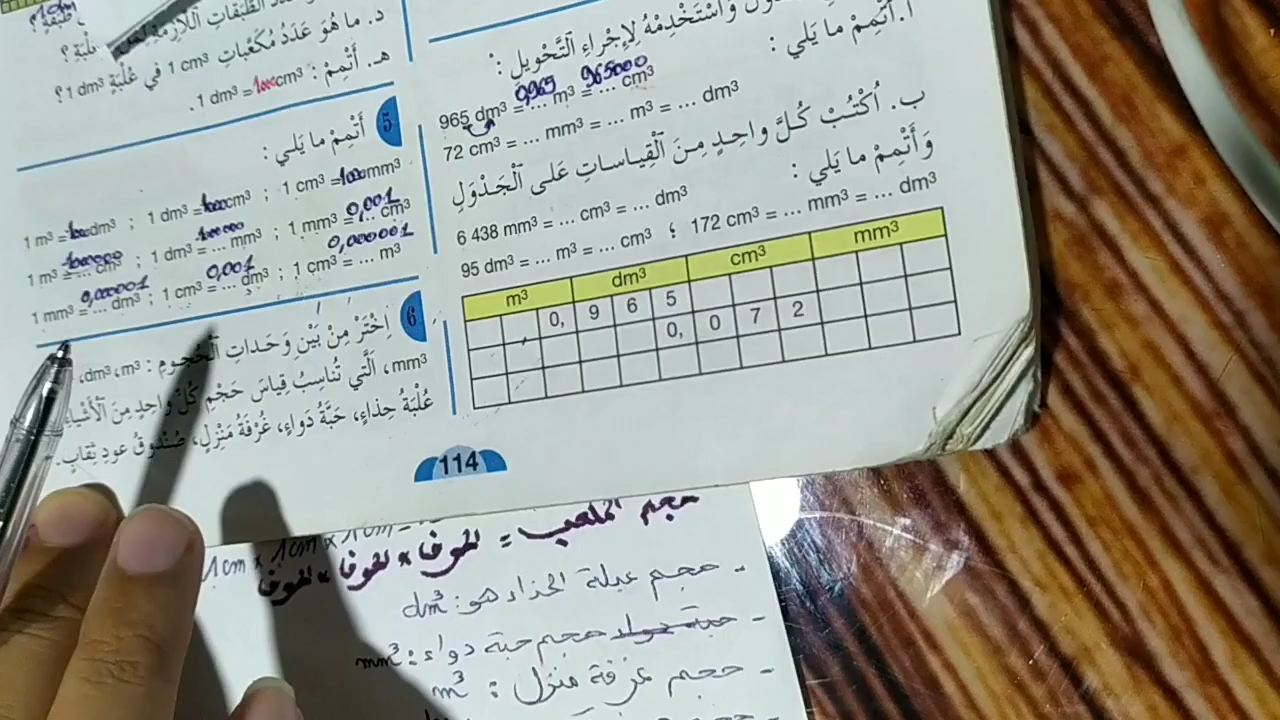 د. ما هُوَ عَدَدُ مُكَعَّباتِ 1 cm³ في عُلْبَةِ 1 dm³ ؟
هـ. أُتَمِّمْ : 1 dm³ = 1000 cm³.
5 أُتَمِّمْ ما يَلي :
1 m³ = 1000 dm³ ; 1 dm³ = 1000 cm³ ; 1 cm³ = 1000 mm³
1 m³ = ... cm³ 1000000 ; 1 dm³ = ... mm³ 1000000 ; 1 mm³ = ... cm³ 0,001
1 mm³ = ... dm³ 0,000001 ; 1 cm³ = ... dm³ 0,001 ; 1 cm³ = ... m³ 0,000001
6 اِخْتَرْ مِنْ بَيْنِ وَحَداتِ الْحُجومِ : dm³، m³،
mm³، الَّتي تُناسِبُ قِياسَ حَجْمِ كُلِّ واحِدٍ مِنَ
عُلْبَةُ حِذاءٍ، حَبَّةُ دَواءٍ، غُرْفَةُ مَنْزِلٍ، صُنْدوقُ عودِ ثِقابٍ.
وَاسْتَخْدِمْهُ لِإِجْراءِ التَّحْويلِ :
أ. أُتَمِّمْ ما يَلي :
965 dm³ = ... m³ 0,965 = ... cm³ 965000
72 cm³ = ... mm³ = ... m³ = ... dm³
ب. اُكْتُبْ كُلَّ واحِدٍ مِنَ الْقِياساتِ عَلى الْجَدْوَلِ
وَأُتَمِّمْ ما يَلي :
6 438 mm³ = ... cm³ = ... dm³
95 dm³ = ... m³ = ... cm³ ؛ 172 cm³ = ... mm³ = ... dm³
m³ dm³ cm³ mm³
0, 9 6 5
0, 0 7 2
114
حجم المكعب = الحرف × الحرف × الحرف
- حجم علبة الحذاء هو: dm³
- حجم حبة دواء: mm³
- حجم غرفة منزل: m³